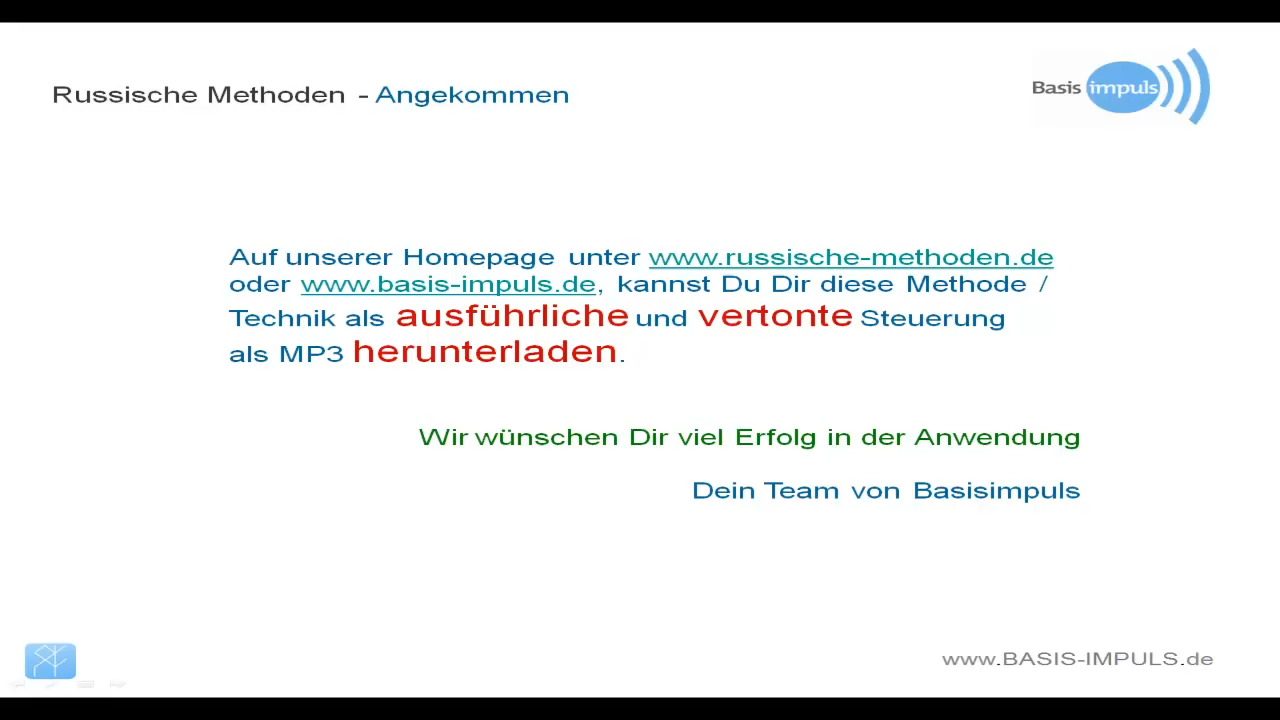 Russische Methoden - Angekommen
Basis impuls
Auf unserer Homepage unter www.russische-methoden.de
oder www.basis-impuls.de, kannst Du Dir diese Methode /
Technik als ausführliche und vertonte Steuerung
als MP3 herunterladen.
Wir wünschen Dir viel Erfolg in der Anwendung
Dein Team von Basisimpuls
www.BASIS-IMPULS.de